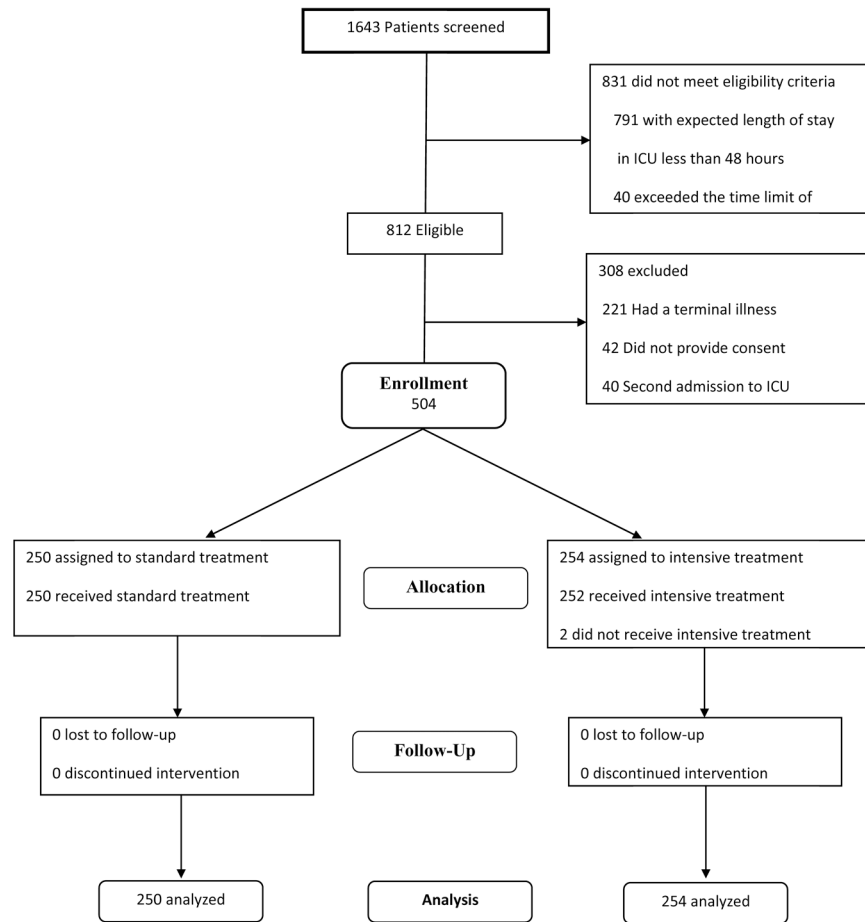 1643 Patients screened
831 did not meet eligibility criteria
791 with expected length of stay
in ICU less than 48 hours
40 exceeded the time limit of
812 Eligible
308 excluded
221 Had a terminal illness
42 Did not provide consent
40 Second admission to ICU
Enrollment
504
250 assigned to standard treatment
250 received standard treatment
Allocation
254 assigned to intensive treatment
252 received intensive treatment
2 did not receive intensive treatment
0 lost to follow-up
0 discontinued intervention
Follow-Up
0 lost to follow-up
0 discontinued intervention
250 analyzed
Analysis
254 analyzed